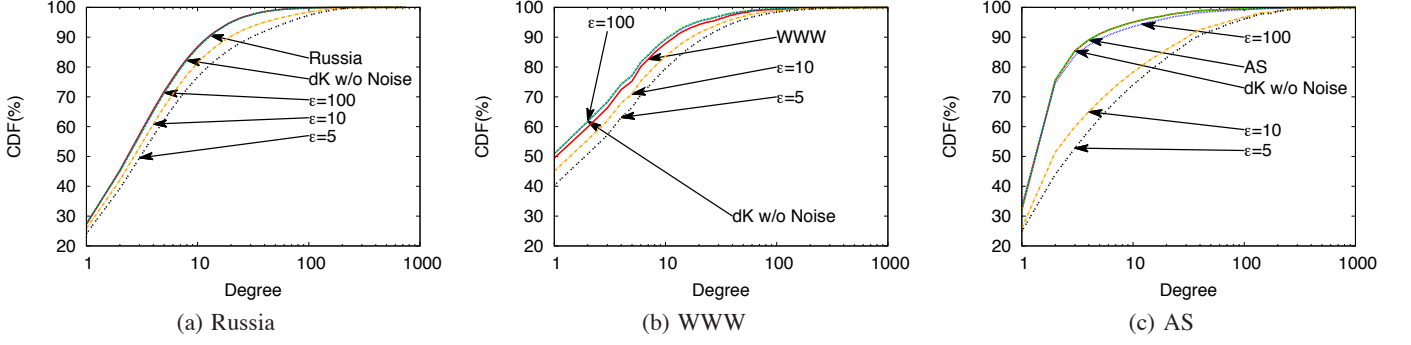 CDF(%)
100
90
80
70
60
50
40
30
20
Russia
dK w/o Noise
ε=100
ε=10
ε=5
1
10
100
1000
Degree
(a) Russia
CDF(%)
100
90
80
70
60
50
40
30
20
ε=100
WWW
ε=10
ε=5
dK w/o Noise
1
10
100
1000
Degree
(b) WWW
CDF(%)
100
90
80
70
60
50
40
30
20
ε=100
AS
dK w/o Noise
ε=10
ε=5
1
10
100
1000
Degree
(c) AS